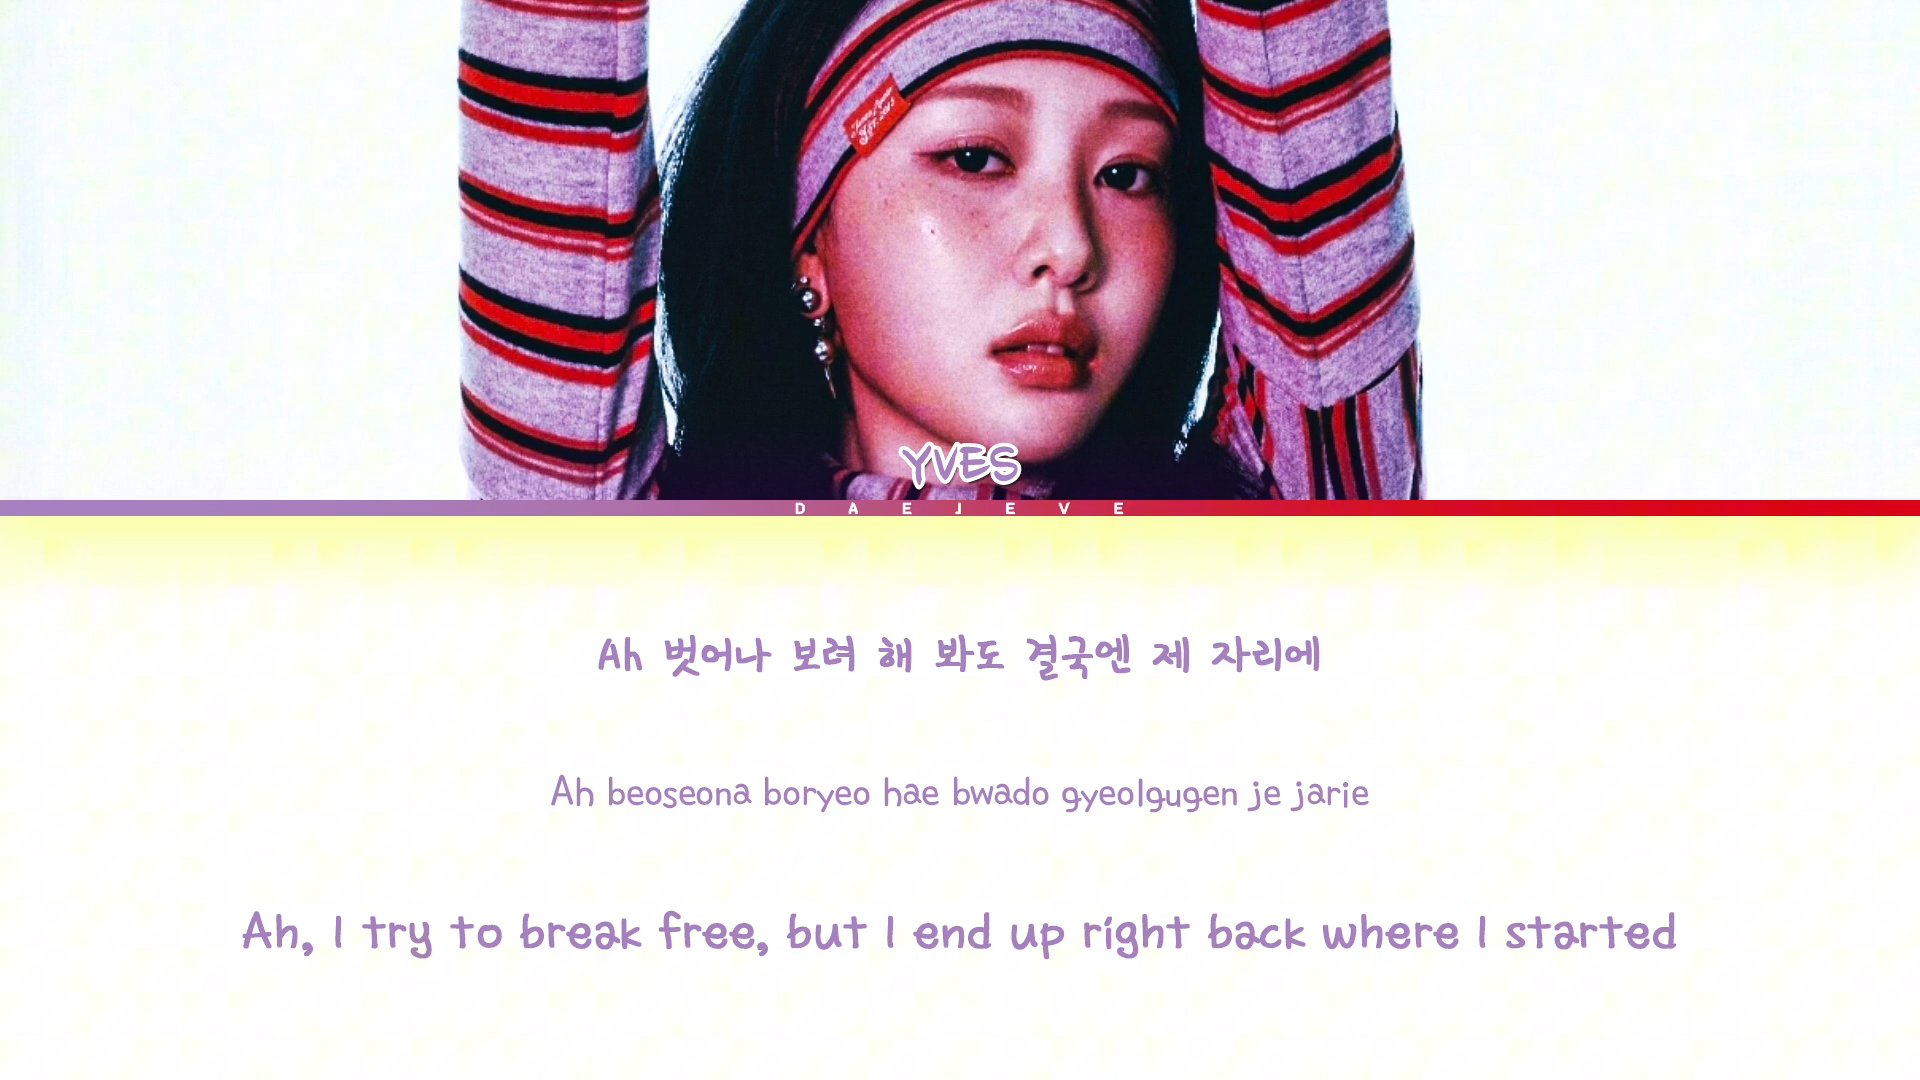 YVES
DAEJEVE
Ah 벗어나 보려 해 봐도 결국엔 제 자리에
Ah beoseona boryeo hae bwado gyeolgugen je jarie
Ah, I try to break free, but I end up right back where I started